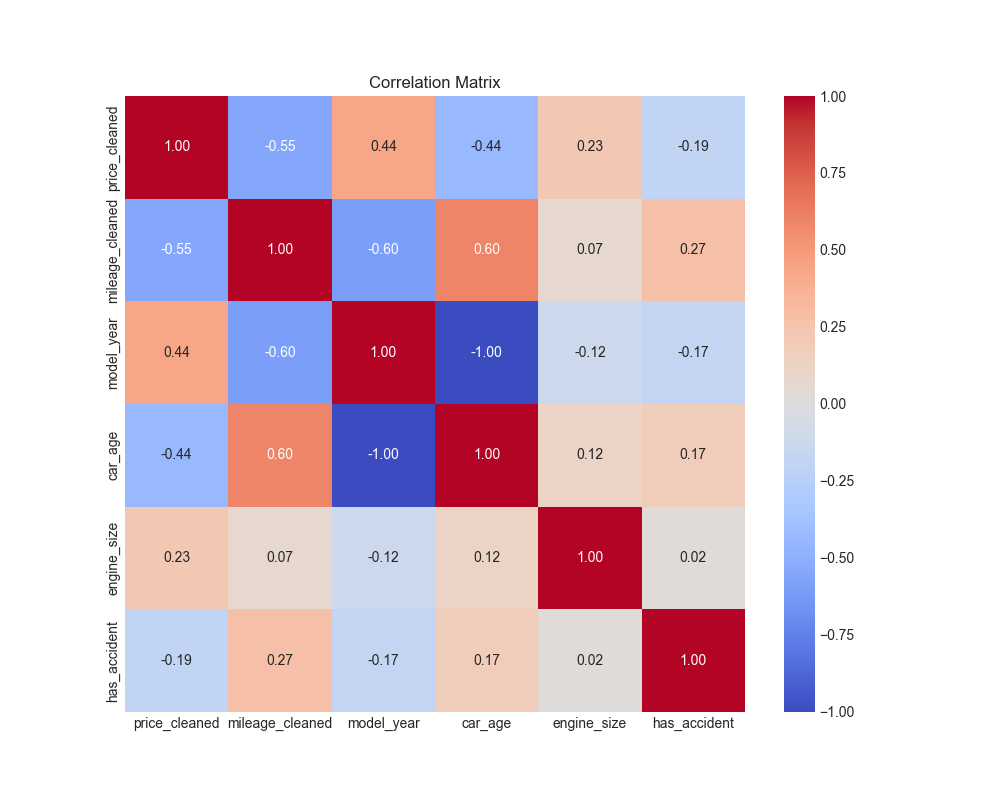 Correlation Matrix
price_cleaned 1.00 -0.55 0.44 -0.44 0.23 -0.19
mileage_cleaned -0.55 1.00 -0.60 0.60 0.07 0.27
model_year 0.44 -0.60 1.00 -1.00 -0.12 -0.17
car_age -0.44 0.60 -1.00 1.00 0.12 0.17
engine_size 0.23 0.07 -0.12 0.12 1.00 0.02
has_accident -0.19 0.27 -0.17 0.17 0.02 1.00
price_cleaned mileage_cleaned model_year car_age engine_size has_accident
1.00
0.75
0.50
0.25
0.00
−0.25
−0.50
−0.75
−1.00